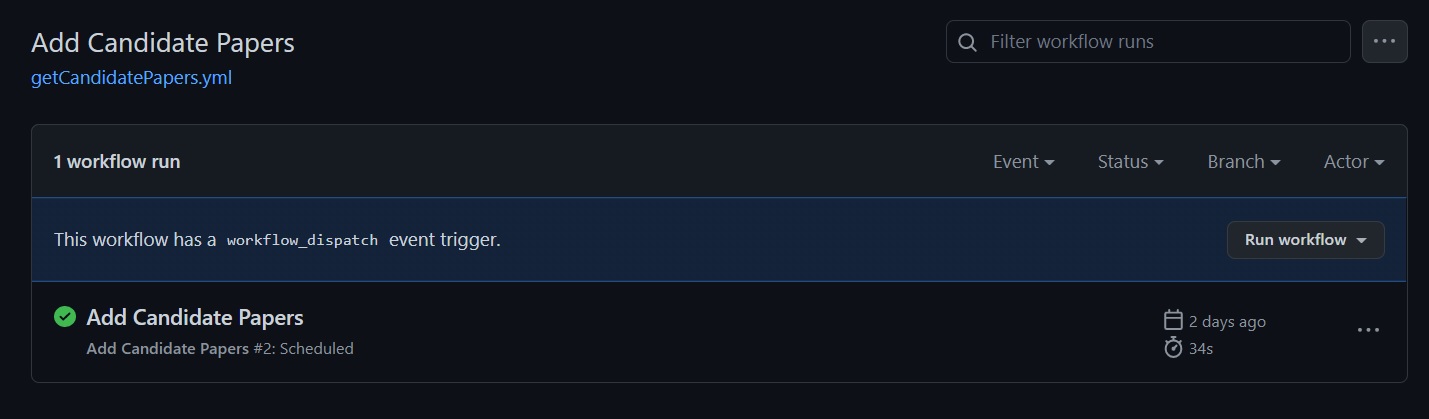 Add Candidate Papers
Filter workflow runs
getCandidatePapers.yml
1 workflow run
Event
Status
Branch
Actor
This workflow has a workflow_dispatch event trigger.
Run workflow
Add Candidate Papers
2 days ago
Add Candidate Papers #2: Scheduled
34s